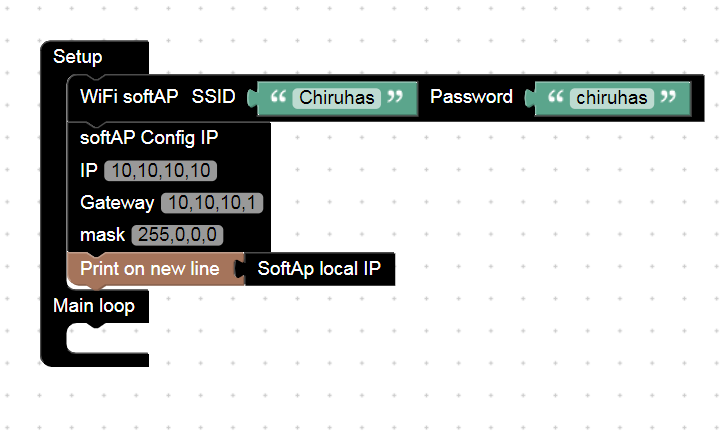 Setup
WiFi softAP SSID “ Chiruhas ” Password “ chiruhas ”
softAP Config IP
IP 10,10,10,10
Gateway 10,10,10,1
mask 255,0,0,0
Print on new line SoftAp local IP
Main loop